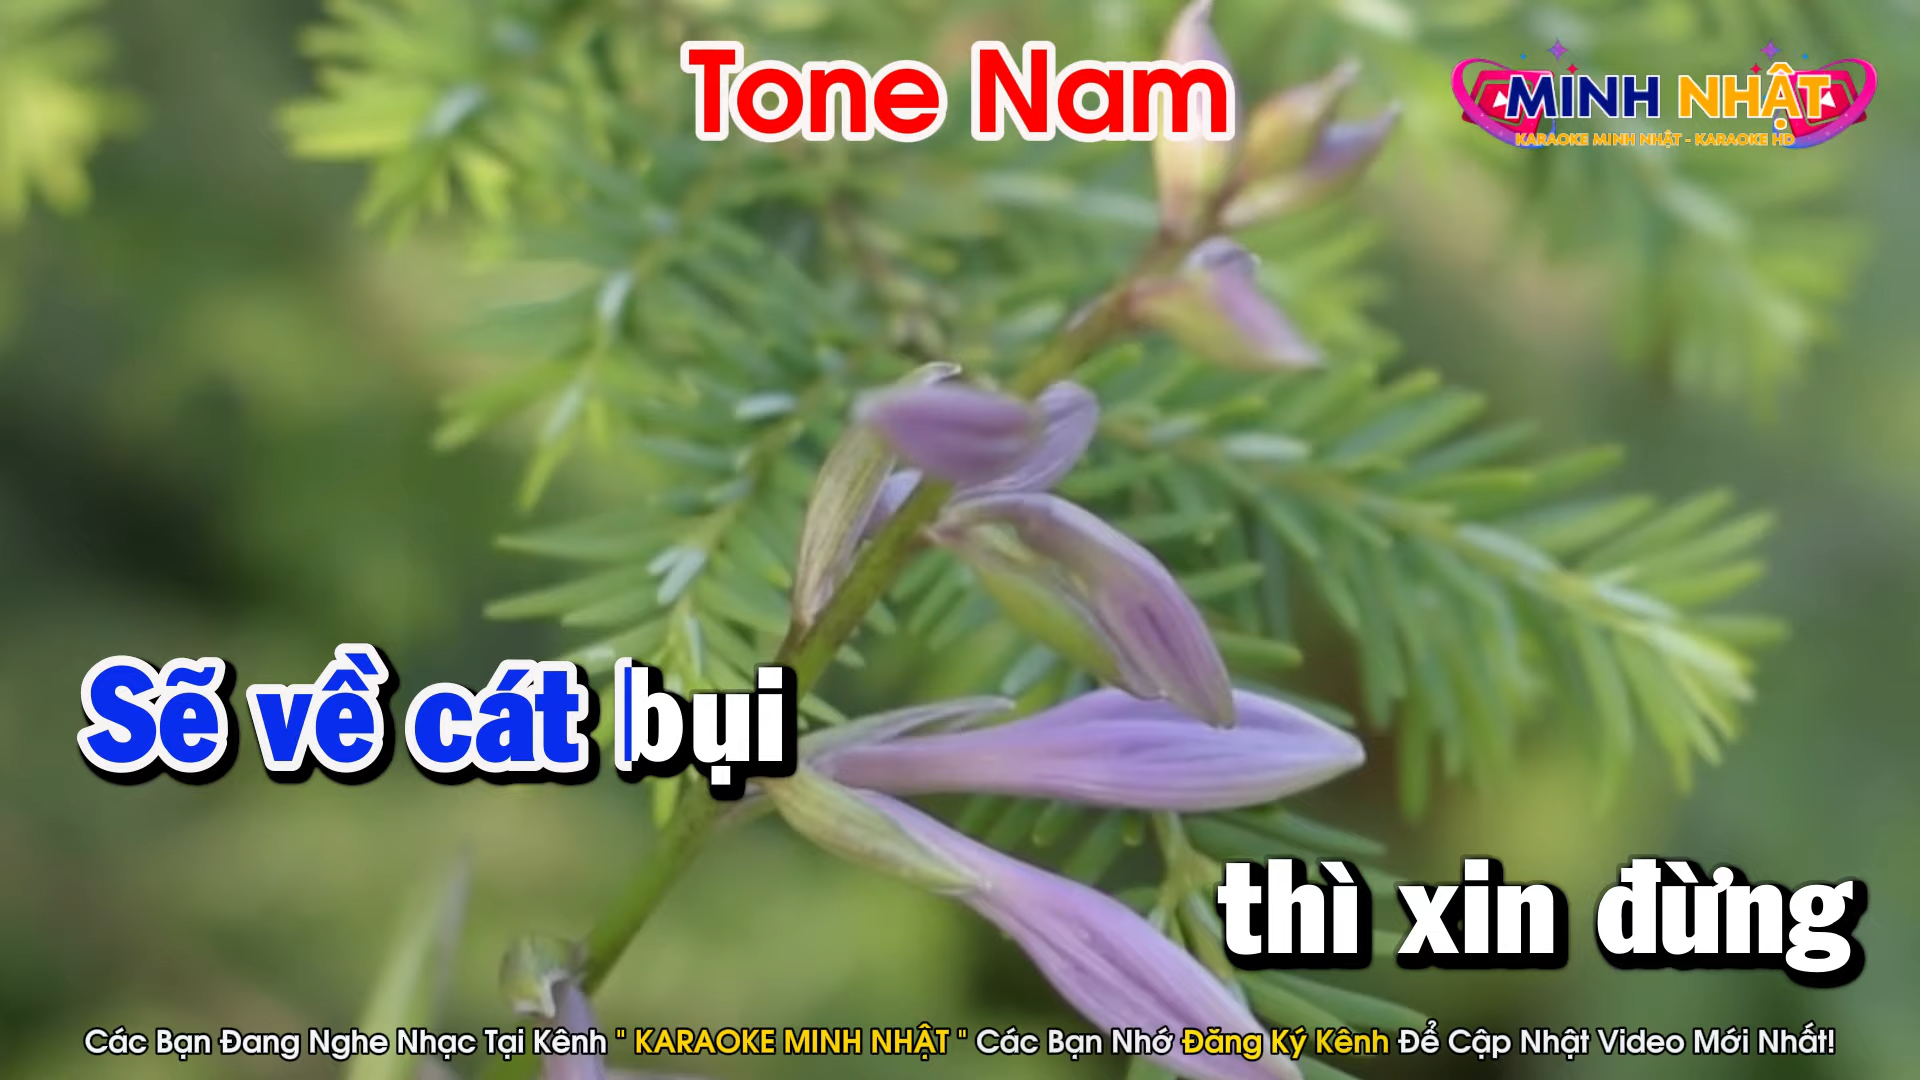 Tone Nam
MINH NHẬT
KARAOKE MINH NHẬT - KARAOKE HD
Sẽ về cát bụi
thì xin đừng
Các Bạn Đang Nghe Nhạc Tại Kênh " KARAOKE MINH NHẬT " Các Bạn Nhớ Đăng Ký Kênh Để Cập Nhật Video Mới Nhất!